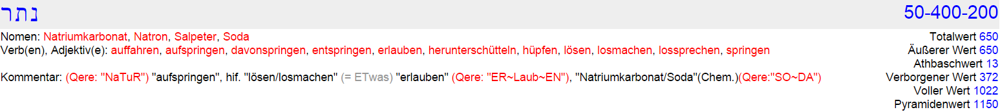 נתר 50-400-200
Nomen: Natriumkarbonat, Natron, Salpeter, Soda Totalwert 650
Verb(en), Adjektiv(e): auffahren, aufspringen, davonspringen, entspringen, erlauben, herunterschütteln, hüpfen, lösen, losmachen, lossprechen, springen Äußerer Wert 650
Athbaschwert 13
Kommentar: (Qere: "NaTuR") "aufspringen", hif. "lösen/losmachen" (= ETwas) "erlauben" (Qere: "ER~Laub~EN"), "Natriumkarbonat/Soda"(Chem.)(Qere:"SO~DA") Verborgener Wert 372
Voller Wert 1022
Pyramidenwert 1150